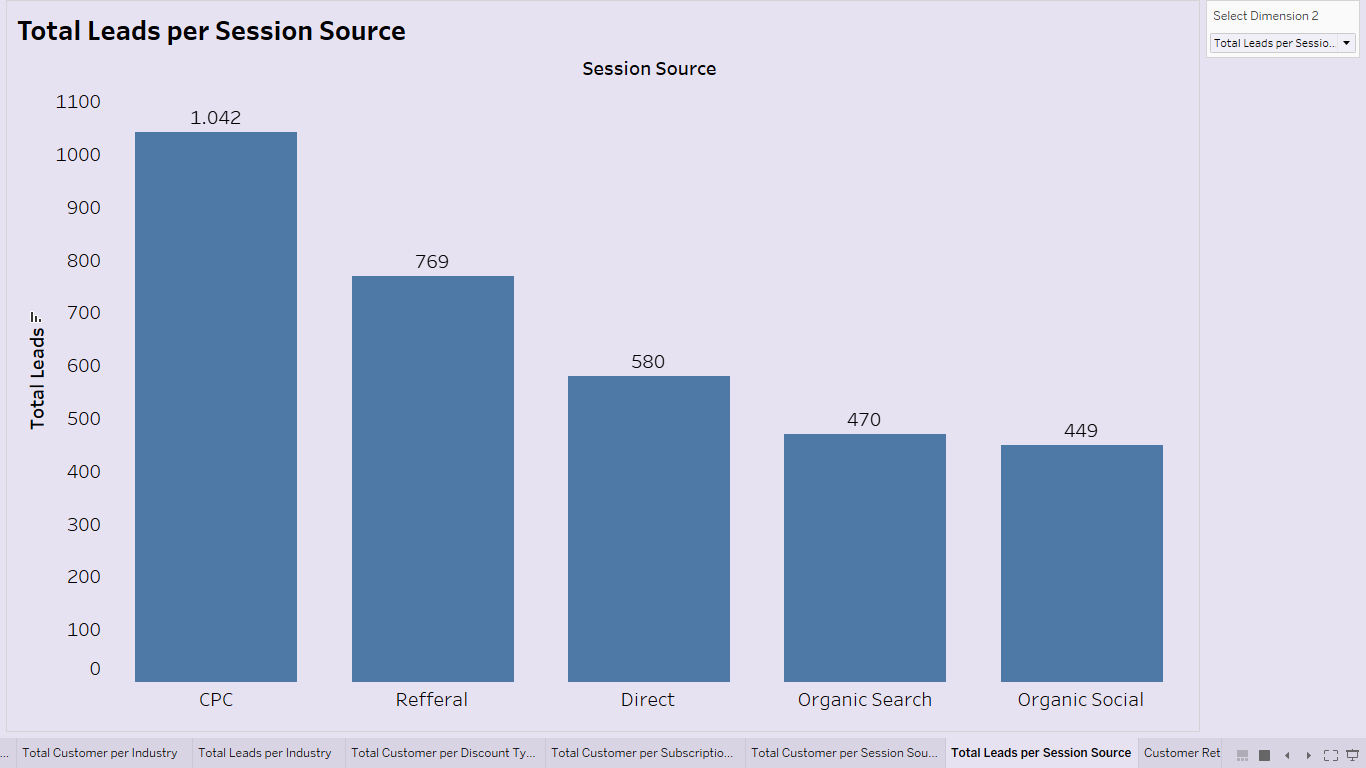 Total Leads per Session Source
Select Dimension 2
Total Leads per Sessio..
Session Source
Total Leads
1100
1000
900
800
700
600
500
400
300
200
100
0
1.042
769
580
470
449
CPC
Refferal
Direct
Organic Search
Organic Social
...
Total Customer per Industry
Total Leads per Industry
Total Customer per Discount Ty...
Total Customer per Subscriptio...
Total Customer per Session Sou...
Total Leads per Session Source
Customer Ret